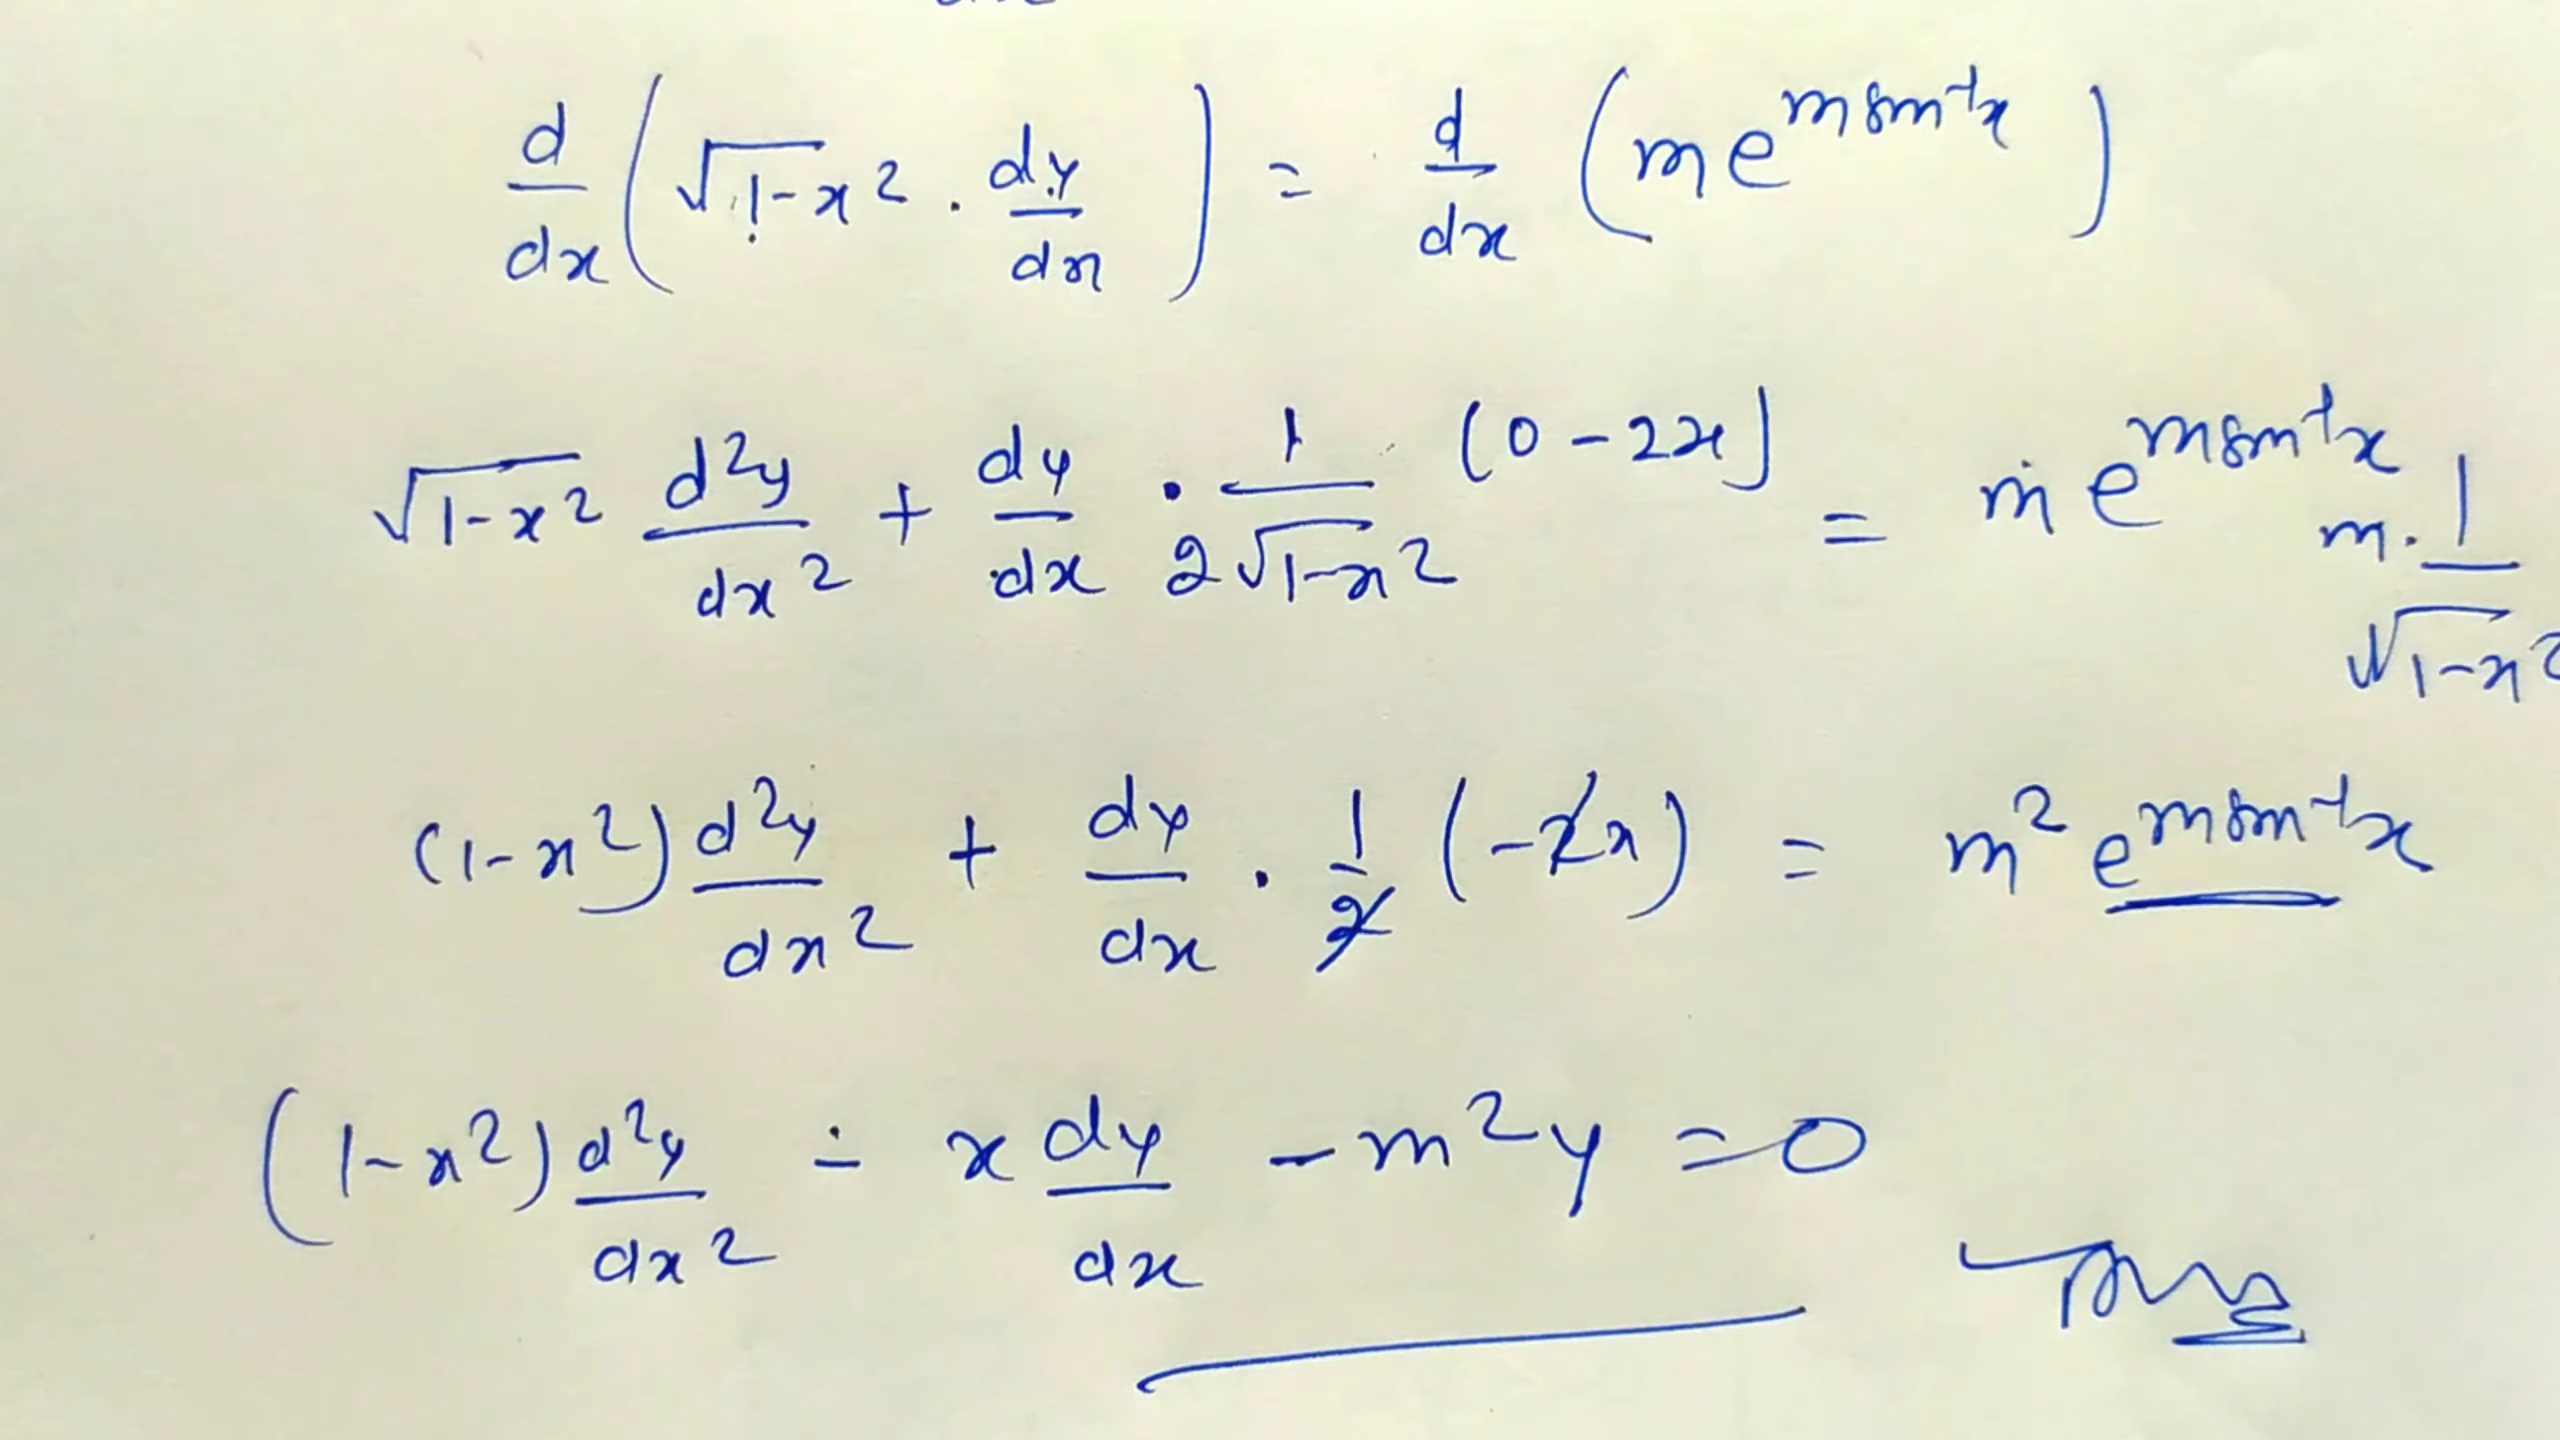 d/dx (√1-x² · dy/dx) = d/dx (m e^{m sin⁻¹x})
√1-x² d²y/dx² + dy/dx · 1/2√1-x² (0-2x) = m e^{m sin⁻¹x} m · 1/√1-x²
(1-x²) d²y/dx² + dy/dx · 1/2 (-2x) = m² e^{m sin⁻¹x}
(1-x²) d²y/dx² - x dy/dx - m²y = 0
Ans